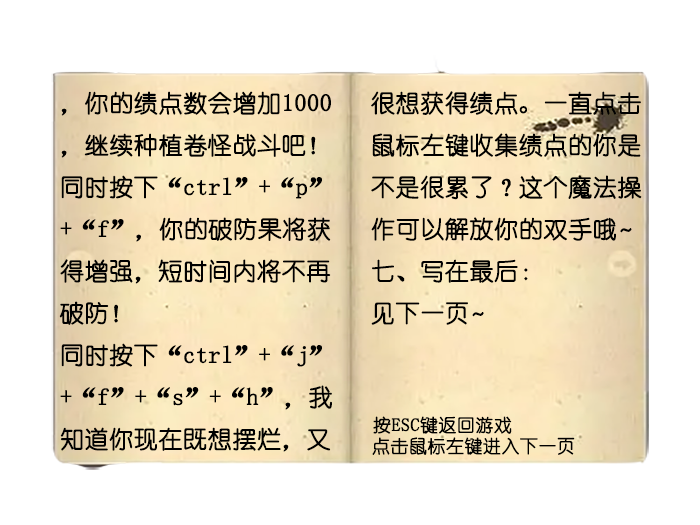 ，你的绩点数会增加1000
，继续种植卷怪战斗吧！
同时按下“ctrl”+“p”
+“f”，你的破防果将获
得增强，短时间内将不再
破防！
同时按下“ctrl”+“j”
+“f”+“s”+“h”，我
知道你现在既想摆烂，又
很想获得绩点。一直点击
鼠标左键收集绩点的你是
不是很累了？这个魔法操
作可以解放你的双手哦~
七、写在最后：
见下一页~
按ESC键返回游戏
点击鼠标左键进入下一页